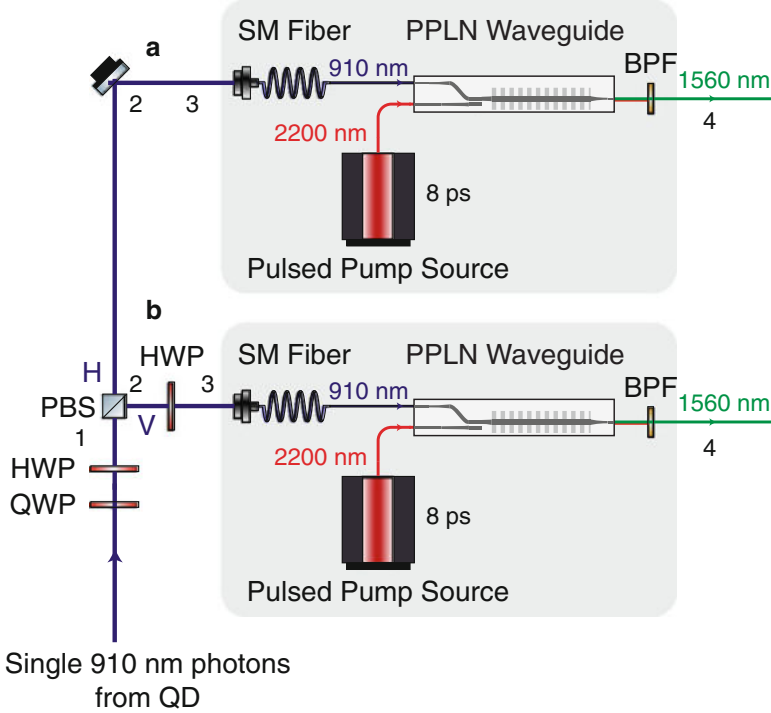 a
SM Fiber
PPLN Waveguide
910 nm
BPF
1560 nm
2
3
4
2200 nm
8 ps
Pulsed Pump Source
b
HWP
SM Fiber
PPLN Waveguide
910 nm
BPF
1560 nm
H
2
3
PBS
V
1
4
2200 nm
HWP
QWP
8 ps
Pulsed Pump Source
Single 910 nm photons
from QD